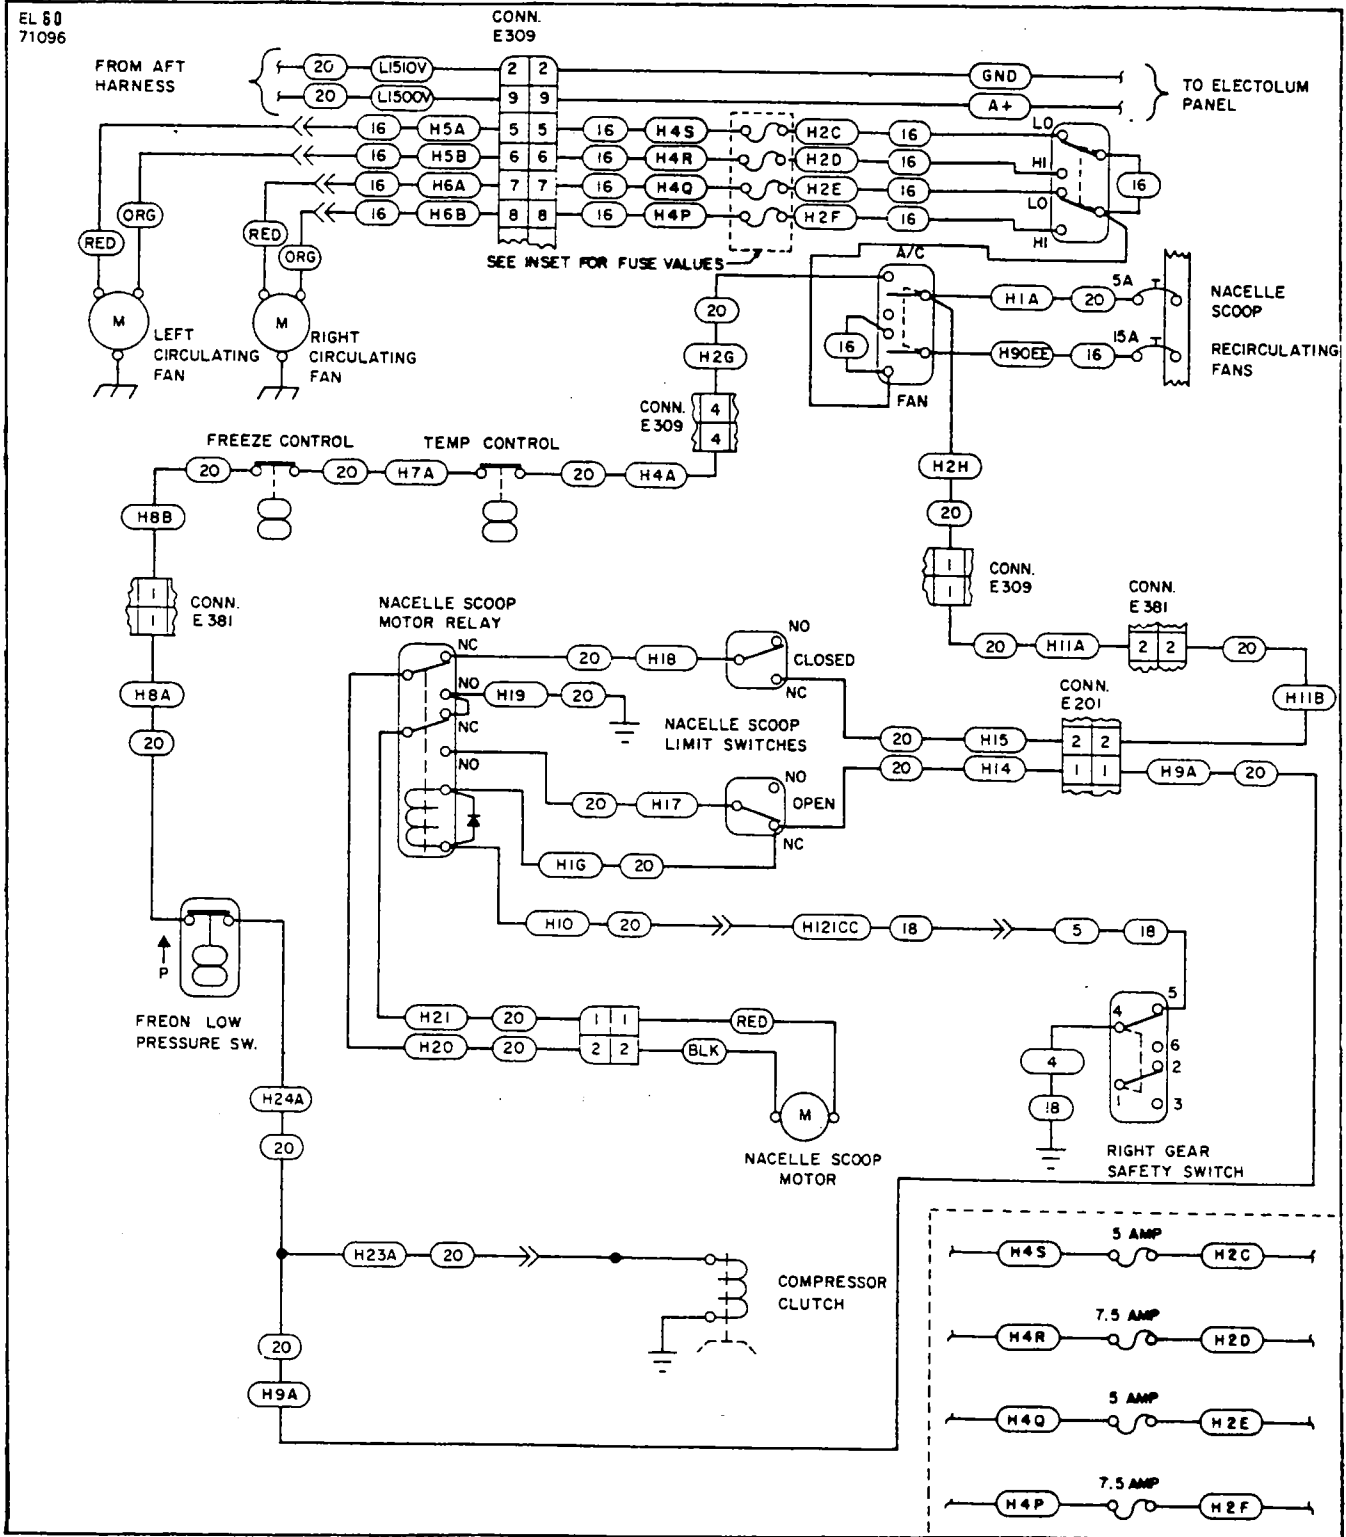 EL 80
71096
CONN.
E309
FROM AFT
HARNESS
20 L1510V 2 2 GND
20 L1500V 9 9 A+
TO ELECTOLUM
PANEL
16 H5A 5 5 16 H4S H2C 16 LO
16 H5B 6 6 16 H4R H2D 16 HI
16 H6A 7 7 16 H4Q H2E 16 LO
16 H6B 8 8 16 H4P H2F 16 HI
16
ORG
RED
RED
ORG
SEE INSET FOR FUSE VALUES
A/C
M
LEFT
CIRCULATING
FAN
M
RIGHT
CIRCULATING
FAN
20
H2G
16
H1A 20 5A
NACELLE
SCOOP
H90EE 16 15A
RECIRCULATING
FANS
FAN
CONN.
E309
4
4
FREEZE CONTROL
TEMP CONTROL
20 20 H7A 20 H4A
H2H
20
H8B
1
1
CONN.
E309
1
1
CONN.
E381
CONN.
E381
20 H11A 2 2 20
H11B
NACELLE SCOOP
MOTOR RELAY
NC
20 H18
NO
CLOSED
NC
NO
H19 20
NC
NO
NACELLE SCOOP
LIMIT SWITCHES
CONN.
E201
20 H15 2 2
20 H14 1 1 H9A 20
H8A
20
20 H17
NO
OPEN
NC
H1G 20
H10 20 H121CC 18 5 18
P
FREON LOW
PRESSURE SW.
H21 20 1 1 RED
H20 20 2 2 BLK
M
NACELLE SCOOP
MOTOR
5
4
6
2
1
3
4
18
RIGHT GEAR
SAFETY SWITCH
H24A
20
H23A 20
COMPRESSOR
CLUTCH
20
H9A
5 AMP
H4S H2C
7.5 AMP
H4R H2D
5 AMP
H4Q H2E
7.5 AMP
H4P H2F